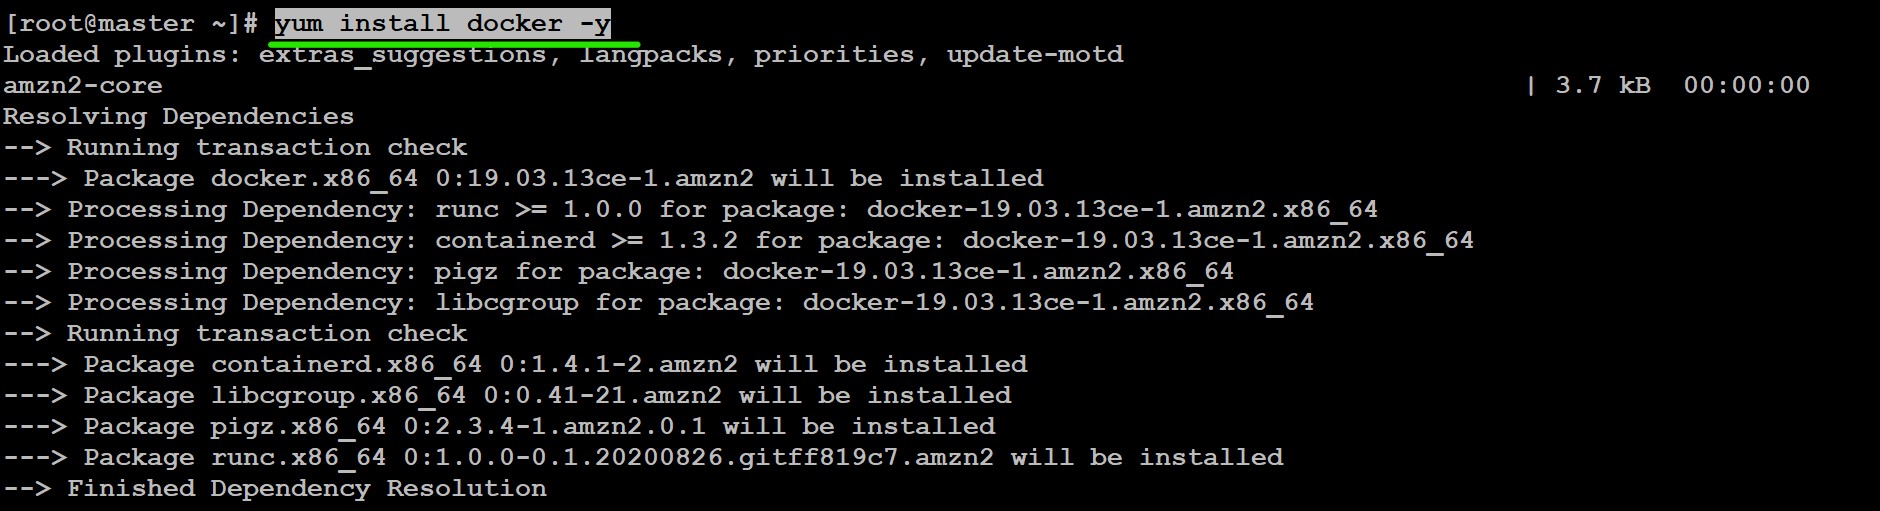 [root@master ~]# yum install docker -y
Loaded plugins: extras_suggestions, langpacks, priorities, update-motd
amzn2-core | 3.7 kB 00:00:00
Resolving Dependencies
--> Running transaction check
---> Package docker.x86_64 0:19.03.13ce-1.amzn2 will be installed
--> Processing Dependency: runc >= 1.0.0 for package: docker-19.03.13ce-1.amzn2.x86_64
--> Processing Dependency: containerd >= 1.3.2 for package: docker-19.03.13ce-1.amzn2.x86_64
--> Processing Dependency: pigz for package: docker-19.03.13ce-1.amzn2.x86_64
--> Processing Dependency: libcgroup for package: docker-19.03.13ce-1.amzn2.x86_64
--> Running transaction check
---> Package containerd.x86_64 0:1.4.1-2.amzn2 will be installed
---> Package libcgroup.x86_64 0:0.41-21.amzn2 will be installed
---> Package pigz.x86_64 0:2.3.4-1.amzn2.0.1 will be installed
---> Package runc.x86_64 0:1.0.0-0.1.20200826.gitff819c7.amzn2 will be installed
--> Finished Dependency Resolution